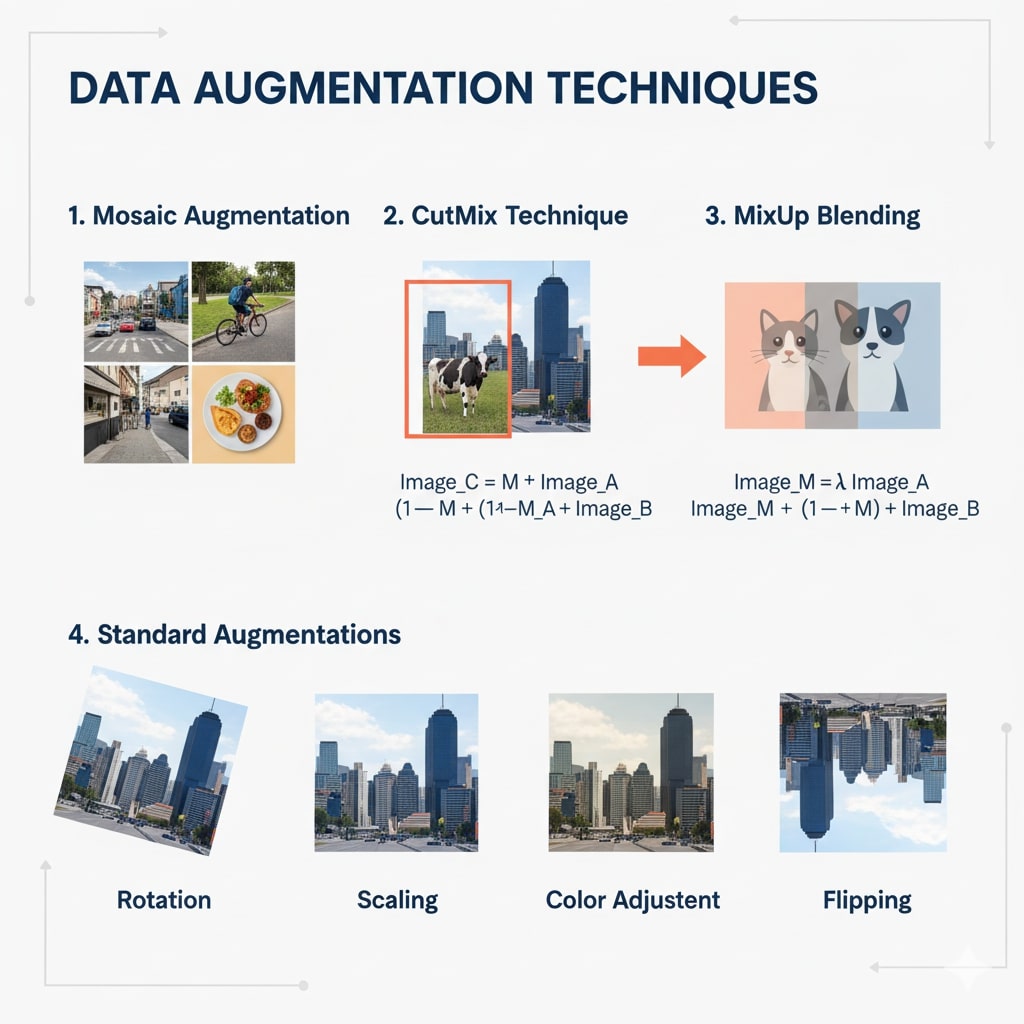 DATA AUGMENTATION TECHNIQUES
1. Mosaic Augmentation
2. CutMix Technique
3. MixUp Blending
Image_C = M + Image_A
(1— M + (1–M_A + Image_B
Image_M = λ Image_A
Image_M + (1 – + M) + Image_B
4. Standard Augmentations
Rotation
Scaling
Color Adjustent
Flipping